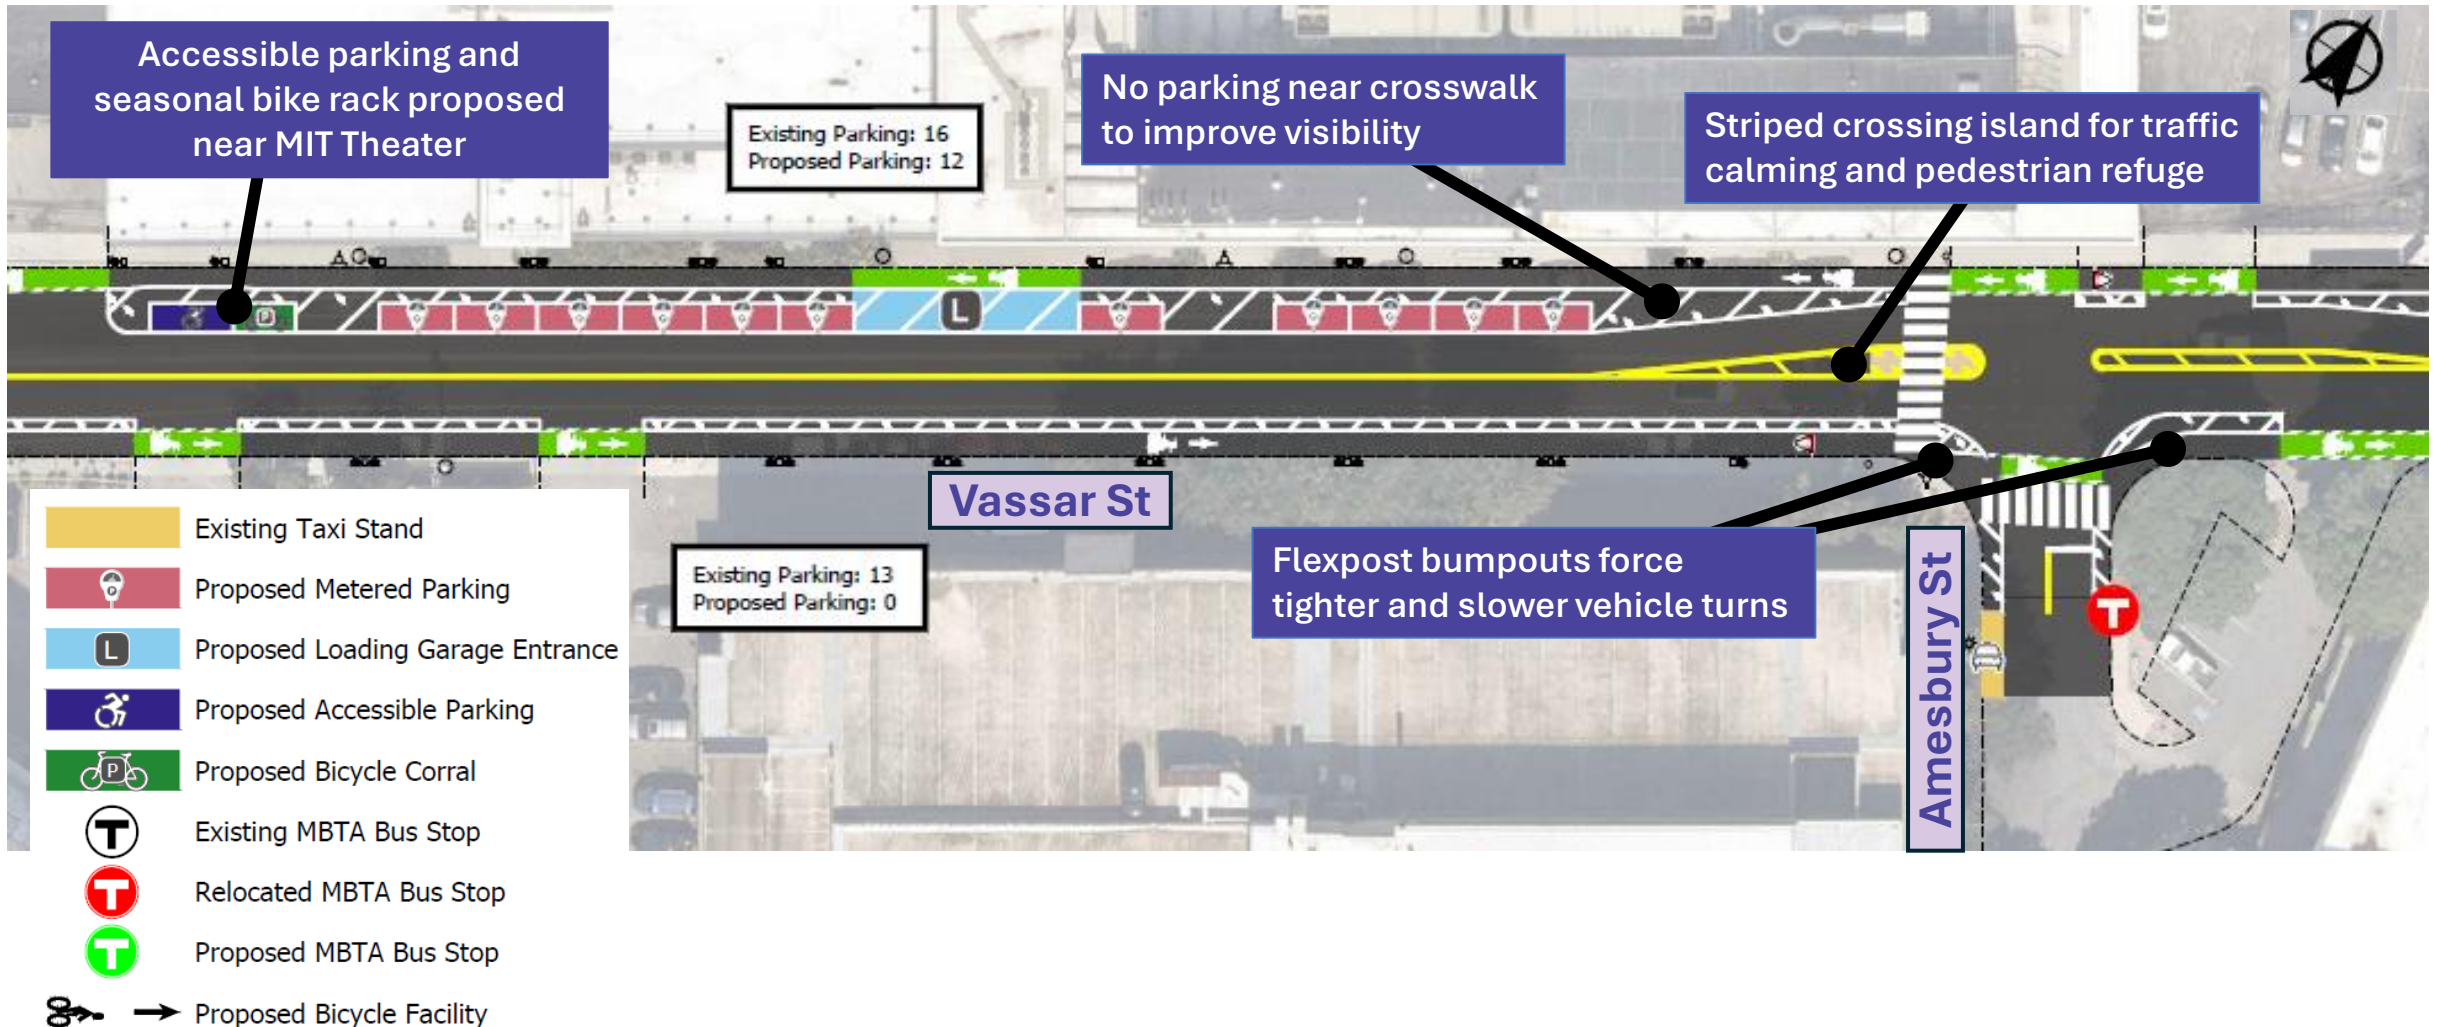 Accessible parking and
seasonal bike rack proposed
near MIT Theater
Existing Parking: 16
Proposed Parking: 12
No parking near crosswalk
to improve visibility
Striped crossing island for traffic
calming and pedestrian refuge
P
L
Vassar St
Existing Parking: 13
Proposed Parking: 0
Flexpost bumpouts force
tighter and slower vehicle turns
Amesbury St
T
Existing Taxi Stand
Proposed Metered Parking
L
Proposed Loading Garage Entrance
Proposed Accessible Parking
P
Proposed Bicycle Corral
T
Existing MBTA Bus Stop
T
Relocated MBTA Bus Stop
T
Proposed MBTA Bus Stop
Proposed Bicycle Facility